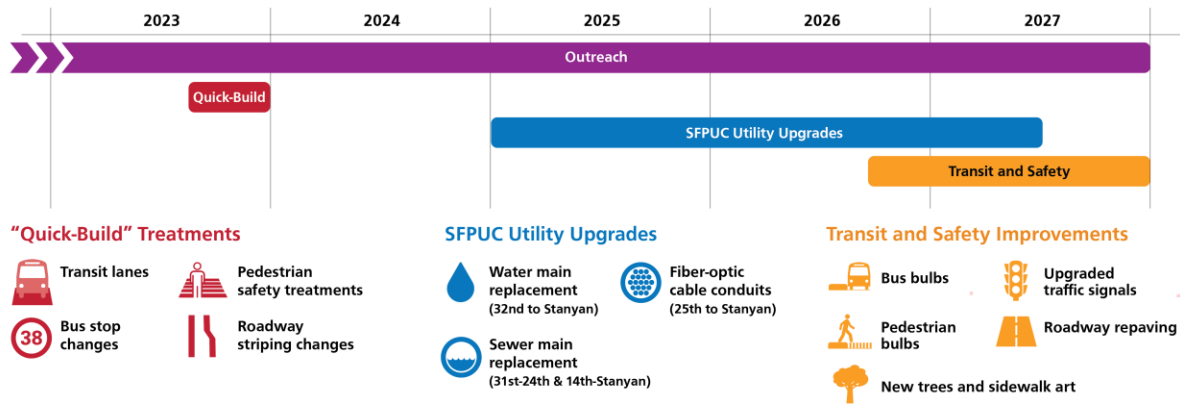 2023
2024
2025
2026
2027
Outreach
Quick-Build
SFPUC Utility Upgrades
Transit and Safety
“Quick-Build” Treatments
Transit lanes
Pedestrian
safety treatments
38
Bus stop
changes
Roadway
striping changes
SFPUC Utility Upgrades
Water main
replacement
(32nd to Stanyan)
Fiber-optic
cable conduits
(25th to Stanyan)
Sewer main
replacement
(31st-24th & 14th-Stanyan)
Transit and Safety Improvements
Bus bulbs
Upgraded
traffic signals
Pedestrian
bulbs
Roadway repaving
New trees and sidewalk art